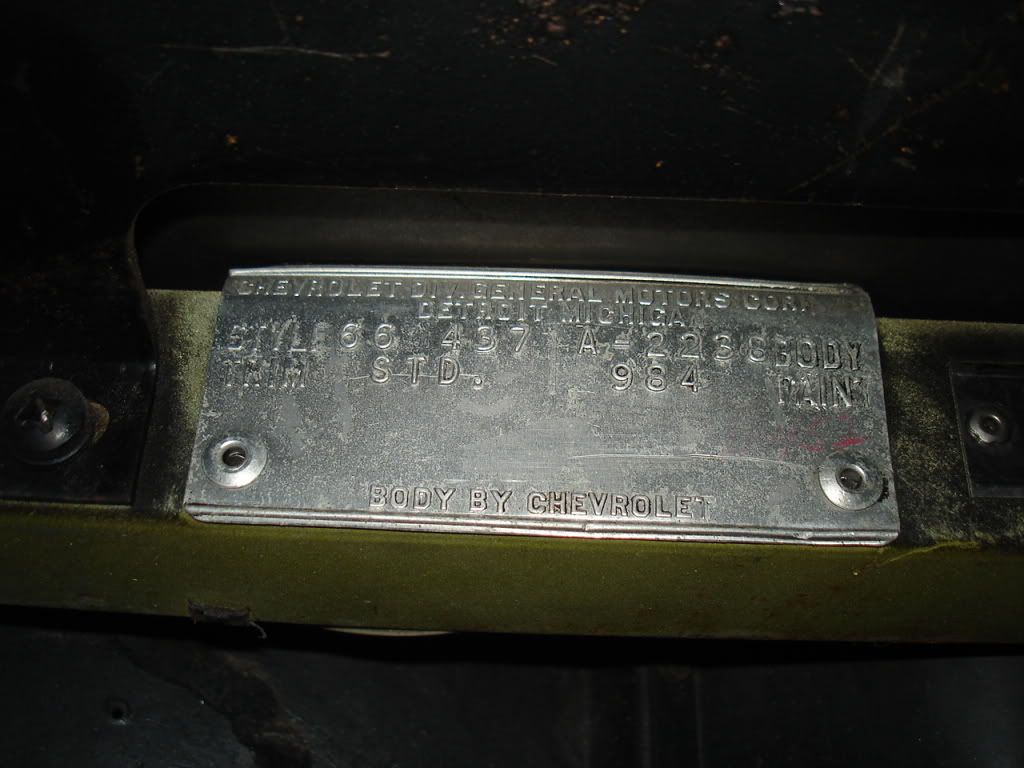 CHEVROLET DIV. GENERAL MOTORS CORP.
DETROIT MICHIGAN
STYLE 66 437 A-2238 BODY
TRIM STD. 984 PAINT
BODY BY CHEVROLET